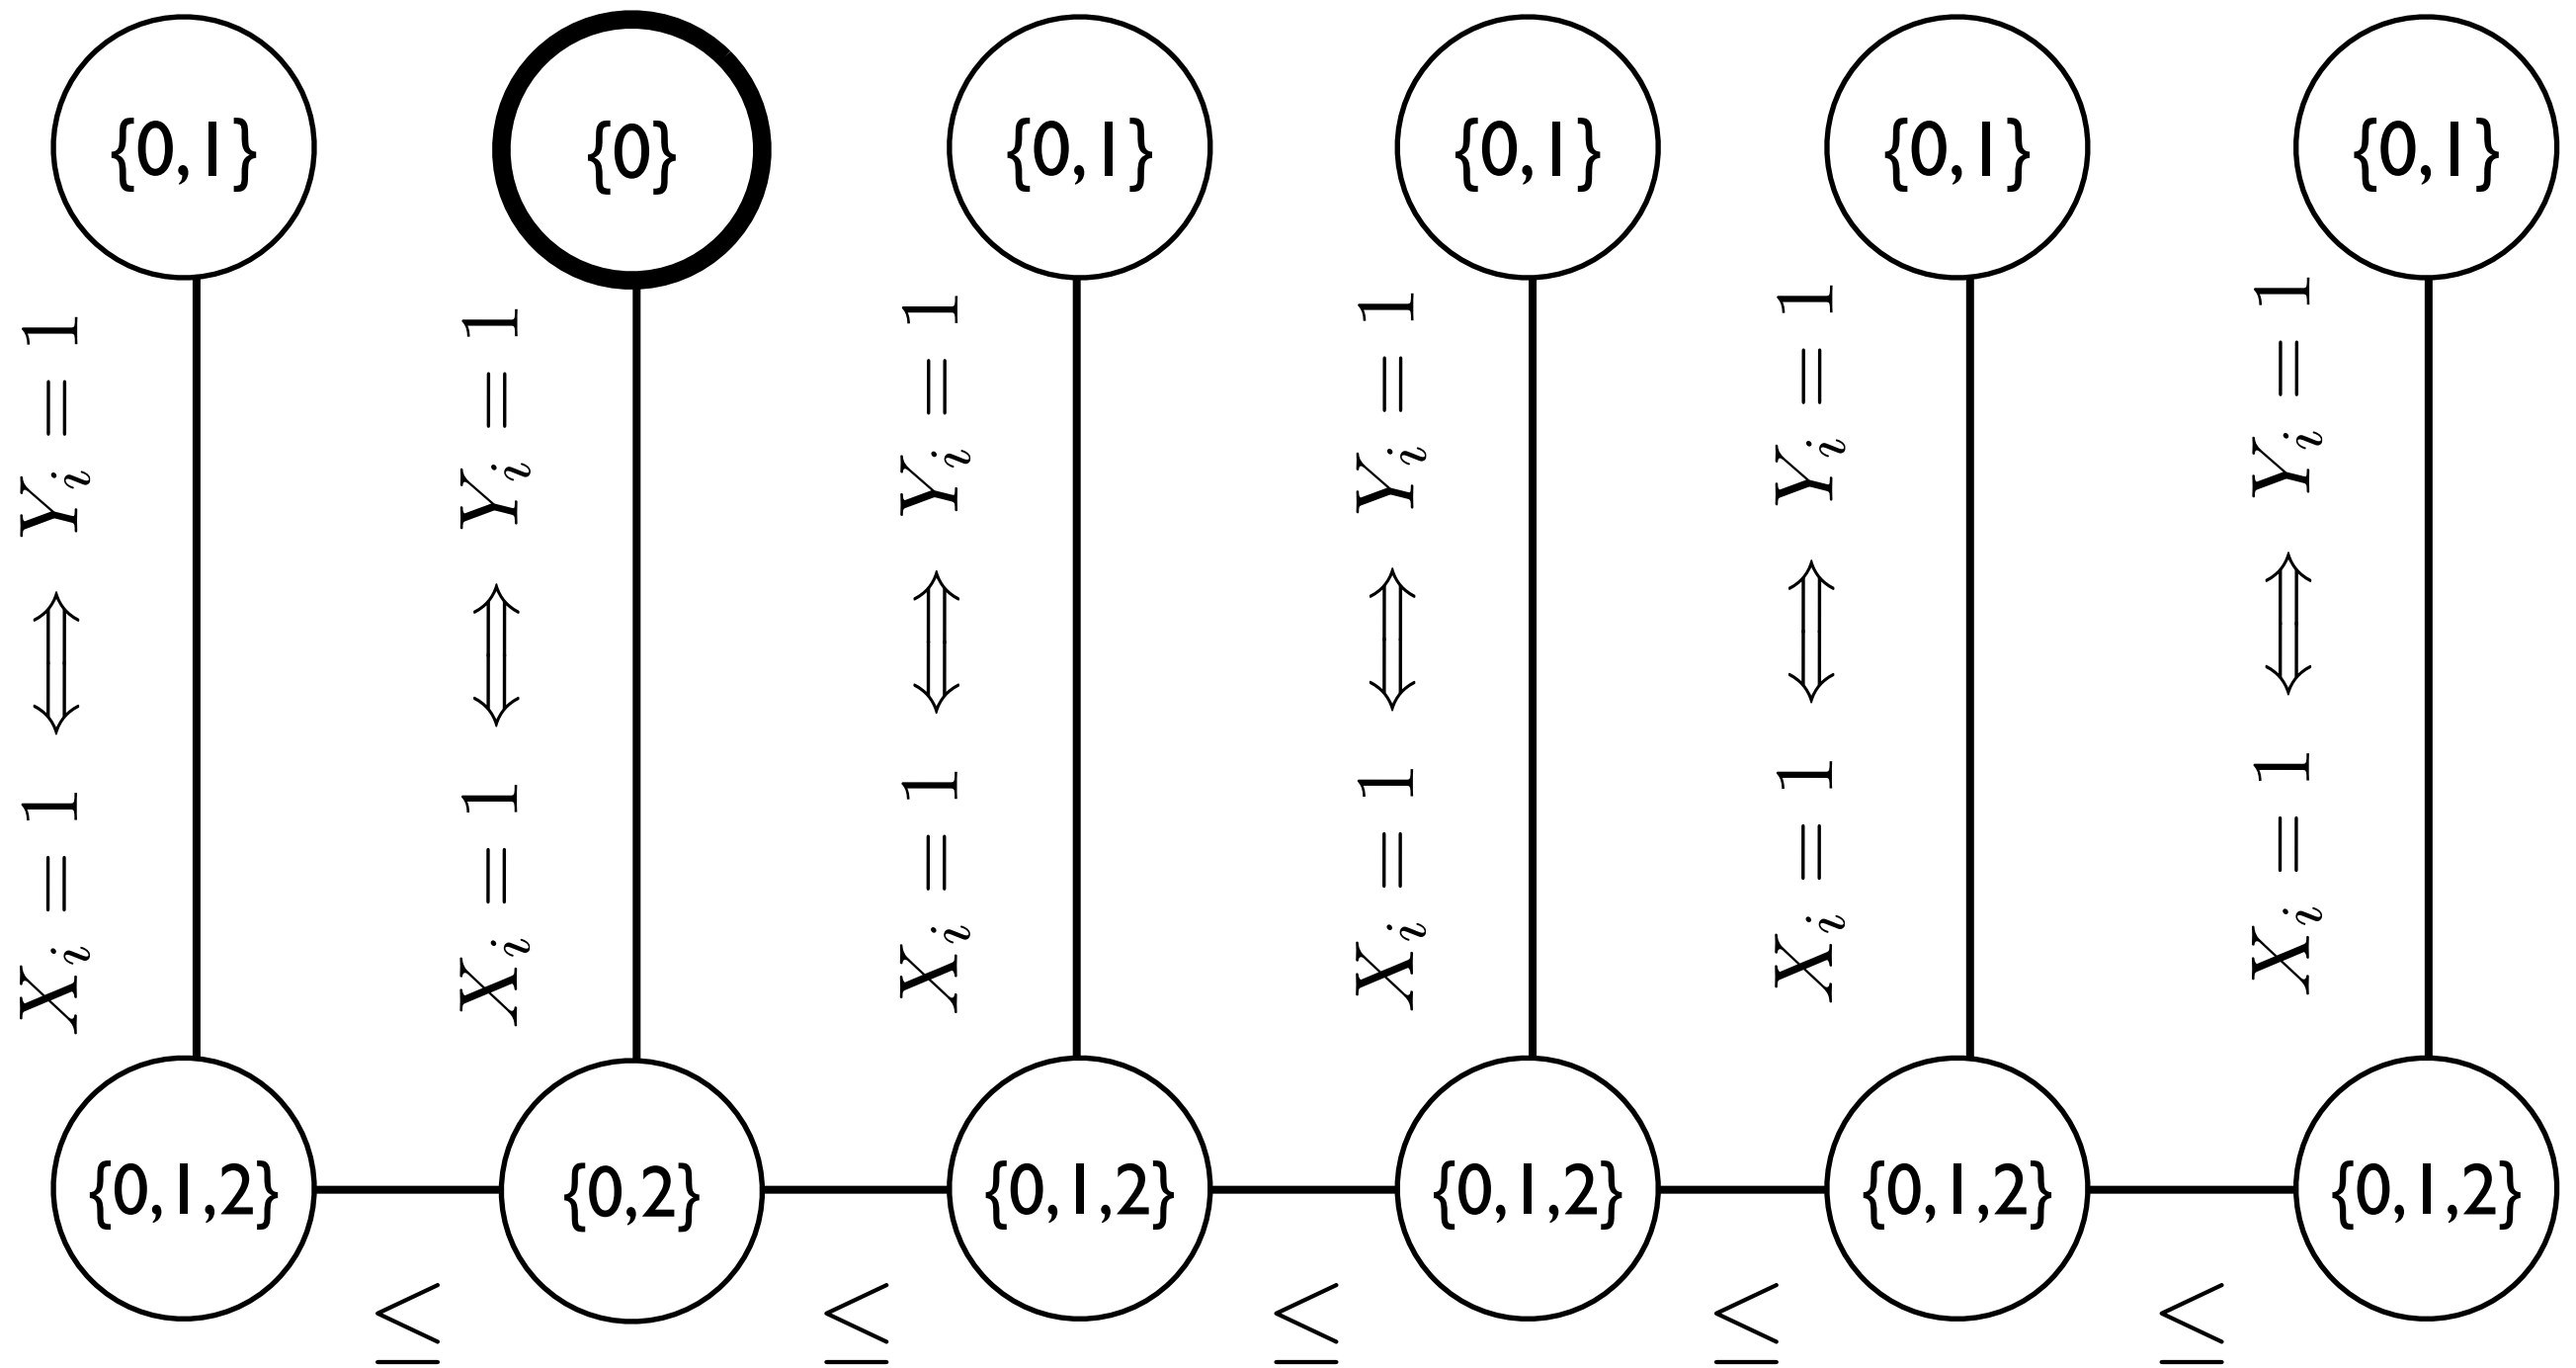 {0,1} {0} {0,1} {0,1} {0,1} {0,1}
X_i = 1 ⟺ Y_i = 1
X_i = 1 ⟺ Y_i = 1
X_i = 1 ⟺ Y_i = 1
X_i = 1 ⟺ Y_i = 1
X_i = 1 ⟺ Y_i = 1
X_i = 1 ⟺ Y_i = 1
{0,1,2} {0,2} {0,1,2} {0,1,2} {0,1,2} {0,1,2}
≤ ≤ ≤ ≤ ≤